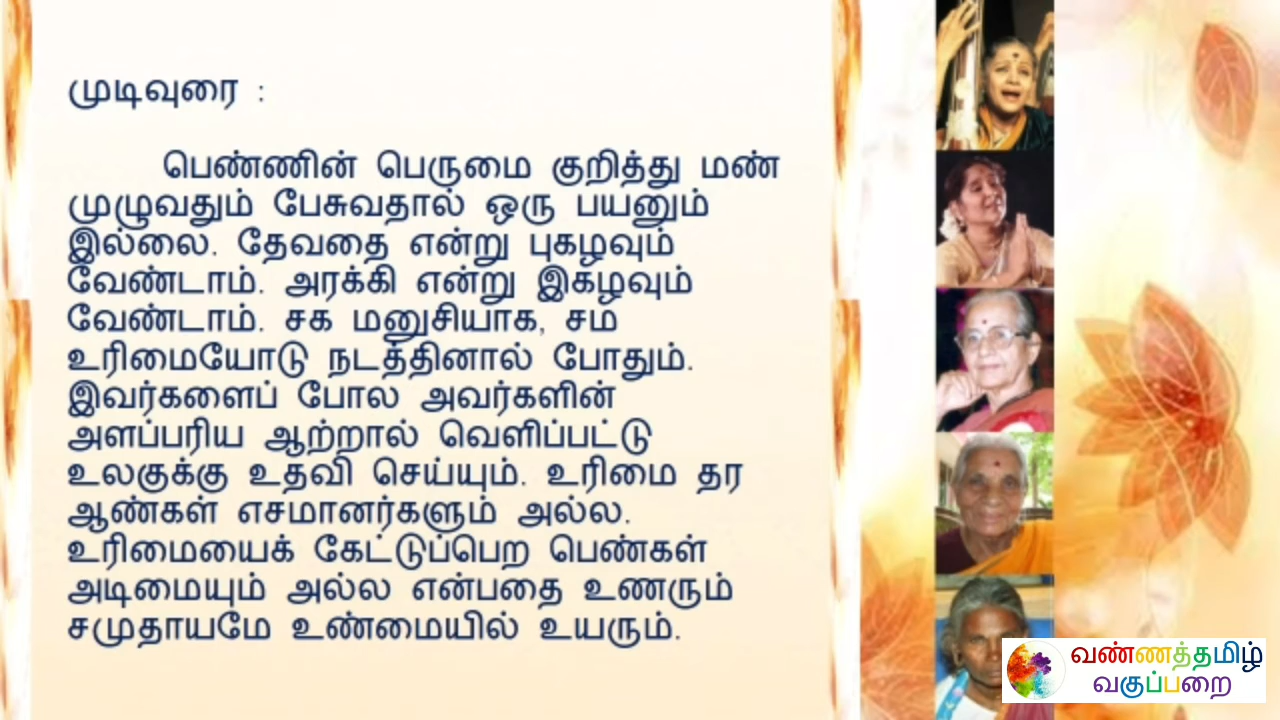 முடிவுரை :
பெண்ணின் பெருமை குறித்து மண்
முழுவதும் பேசுவதால் ஒரு பயனும்
இல்லை. தேவதை என்று புகழவும்
வேண்டாம். அரக்கி என்று இகழவும்
வேண்டாம். சக மனுசியாக, சம
உரிமையோடு நடத்தினால் போதும்.
இவர்களைப் போல அவர்களின்
அளப்பரிய ஆற்றால் வெளிப்பட்டு
உலகுக்கு உதவி செய்யும். உரிமை தர
ஆண்கள் எசமானர்களும் அல்ல.
உரிமையைக் கேட்டுப்பெற பெண்கள்
அடிமையும் அல்ல என்பதை உணரும்
சமுதாயமே உண்மையில் உயரும்.
வண்ணத்தமிழ்
வகுப்பறை